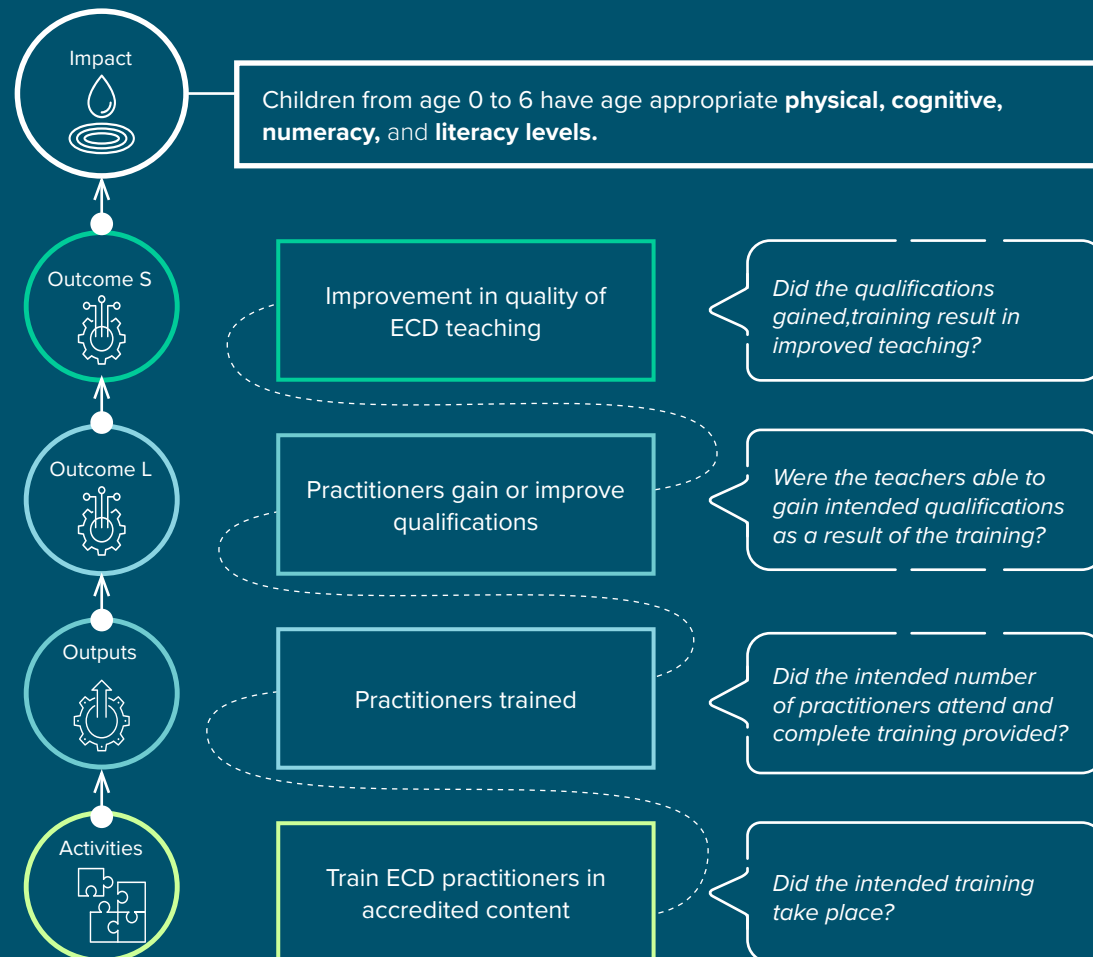 Impact
Children from age 0 to 6 have age appropriate physical, cognitive,
numeracy, and literacy levels.
Outcome S
Improvement in quality of
ECD teaching
Did the qualifications
gained,training result in
improved teaching?
Outcome L
Practitioners gain or improve
qualifications
Were the teachers able to
gain intended qualifications
as a result of the training?
Outputs
Practitioners trained
Did the intended number
of practitioners attend and
complete training provided?
Activities
Train ECD practitioners in
accredited content
Did the intended training
take place?